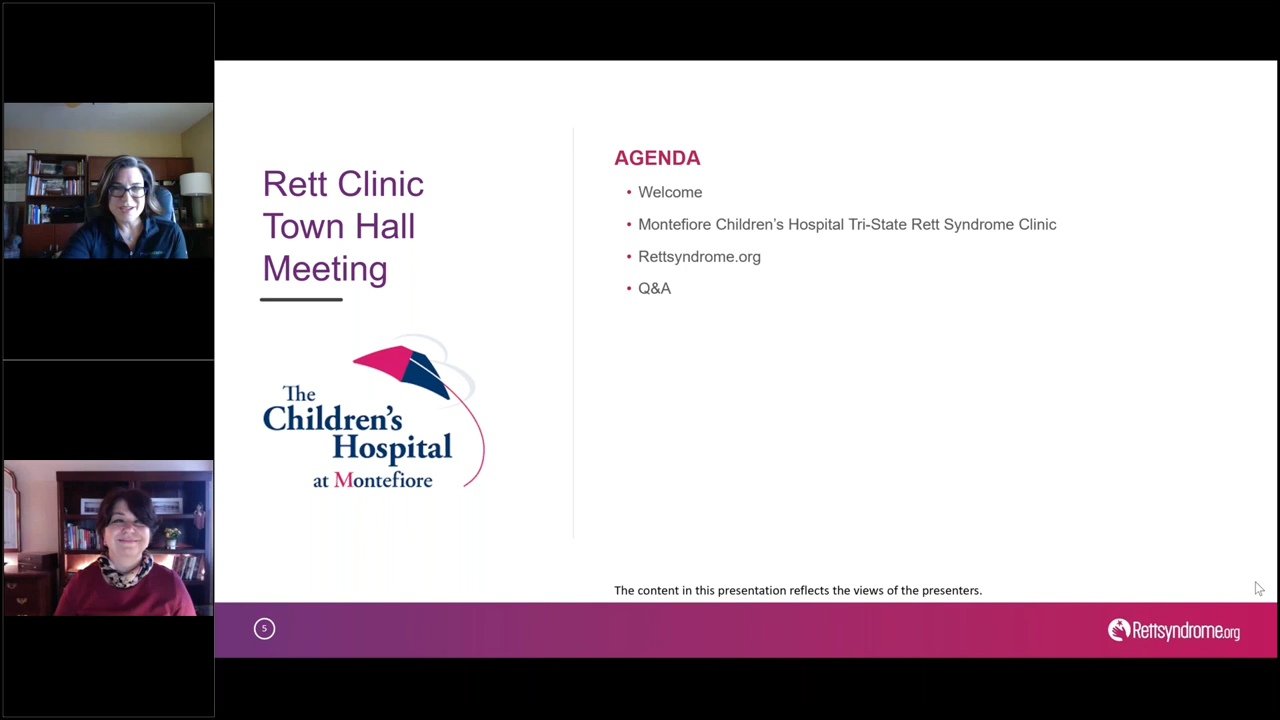 Rett Clinic
Town Hall
Meeting
The
Children's
Hospital
at Montefiore
AGENDA
• Welcome
• Montefiore Children’s Hospital Tri-State Rett Syndrome Clinic
• Rettsyndrome.org
• Q&A
The content in this presentation reflects the views of the presenters.
5
Rettsyndrome.org